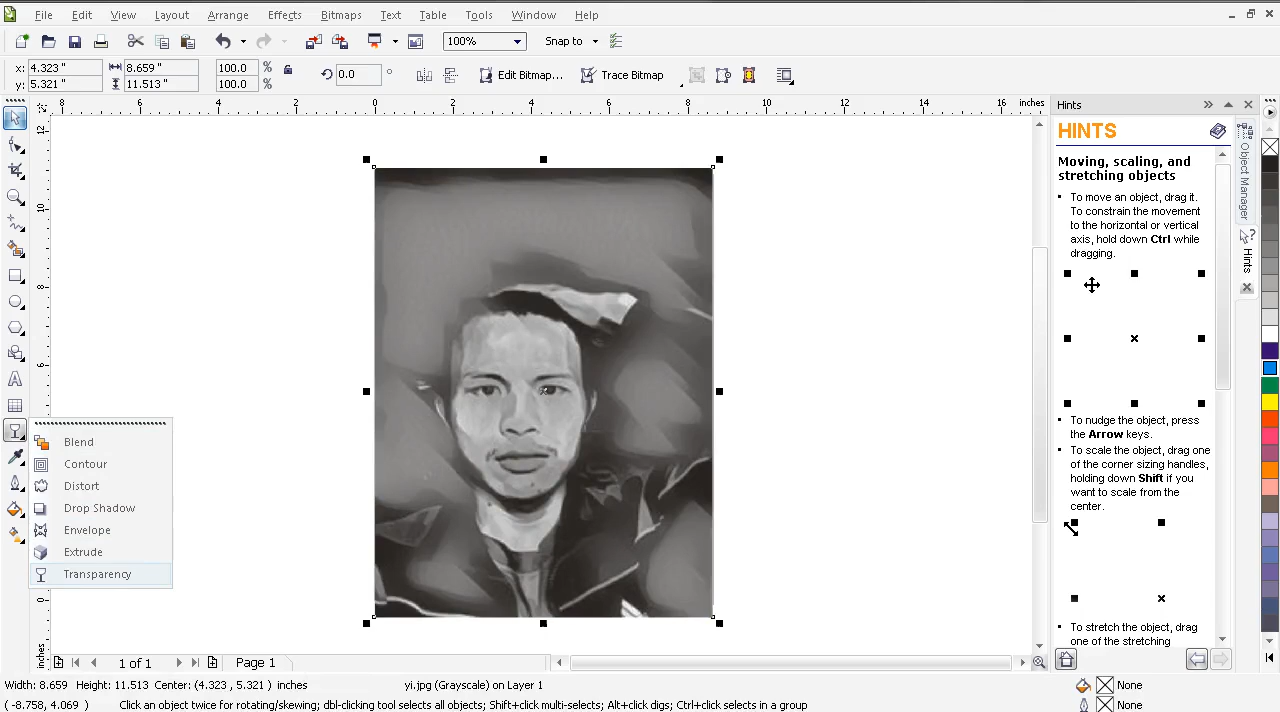 File Edit View Layout Arrange Effects Bitmaps Text Table Tools Window Help
100% Snap to
x: 4.323 " 8.659 " 100.0 % 0.0 ° Edit Bitmap... Trace Bitmap
y: 5.321 " 11.513 " 100.0 %
8 6 4 2 0 2 4 6 8 10 12 14 16 inches
12
10
8
6
0
inches
Blend
Contour
Distort
Drop Shadow
Envelope
Extrude
Transparency
Hints
HINTS
Moving, scaling, and
stretching objects
To move an object, drag it.
To constrain the movement
to the horizontal or vertical
axis, hold down Ctrl while
dragging.
To nudge the object, press
the Arrow keys.
To scale the object, drag one
of the corner sizing handles,
holding down Shift if you
want to scale from the
center.
To stretch the object, drag
one of the stretching
Object Manager
Hints
1 of 1 Page 1
Width: 8.659 Height: 11.513 Center: (4.323 , 5.321 ) inches yi.jpg (Grayscale) on Layer 1 None
( -8.758, 4.069 ) Click an object twice for rotating/skewing; dbl-clicking tool selects all objects; Shift+click multi-selects; Alt+click digs; Ctrl+click selects in a group None